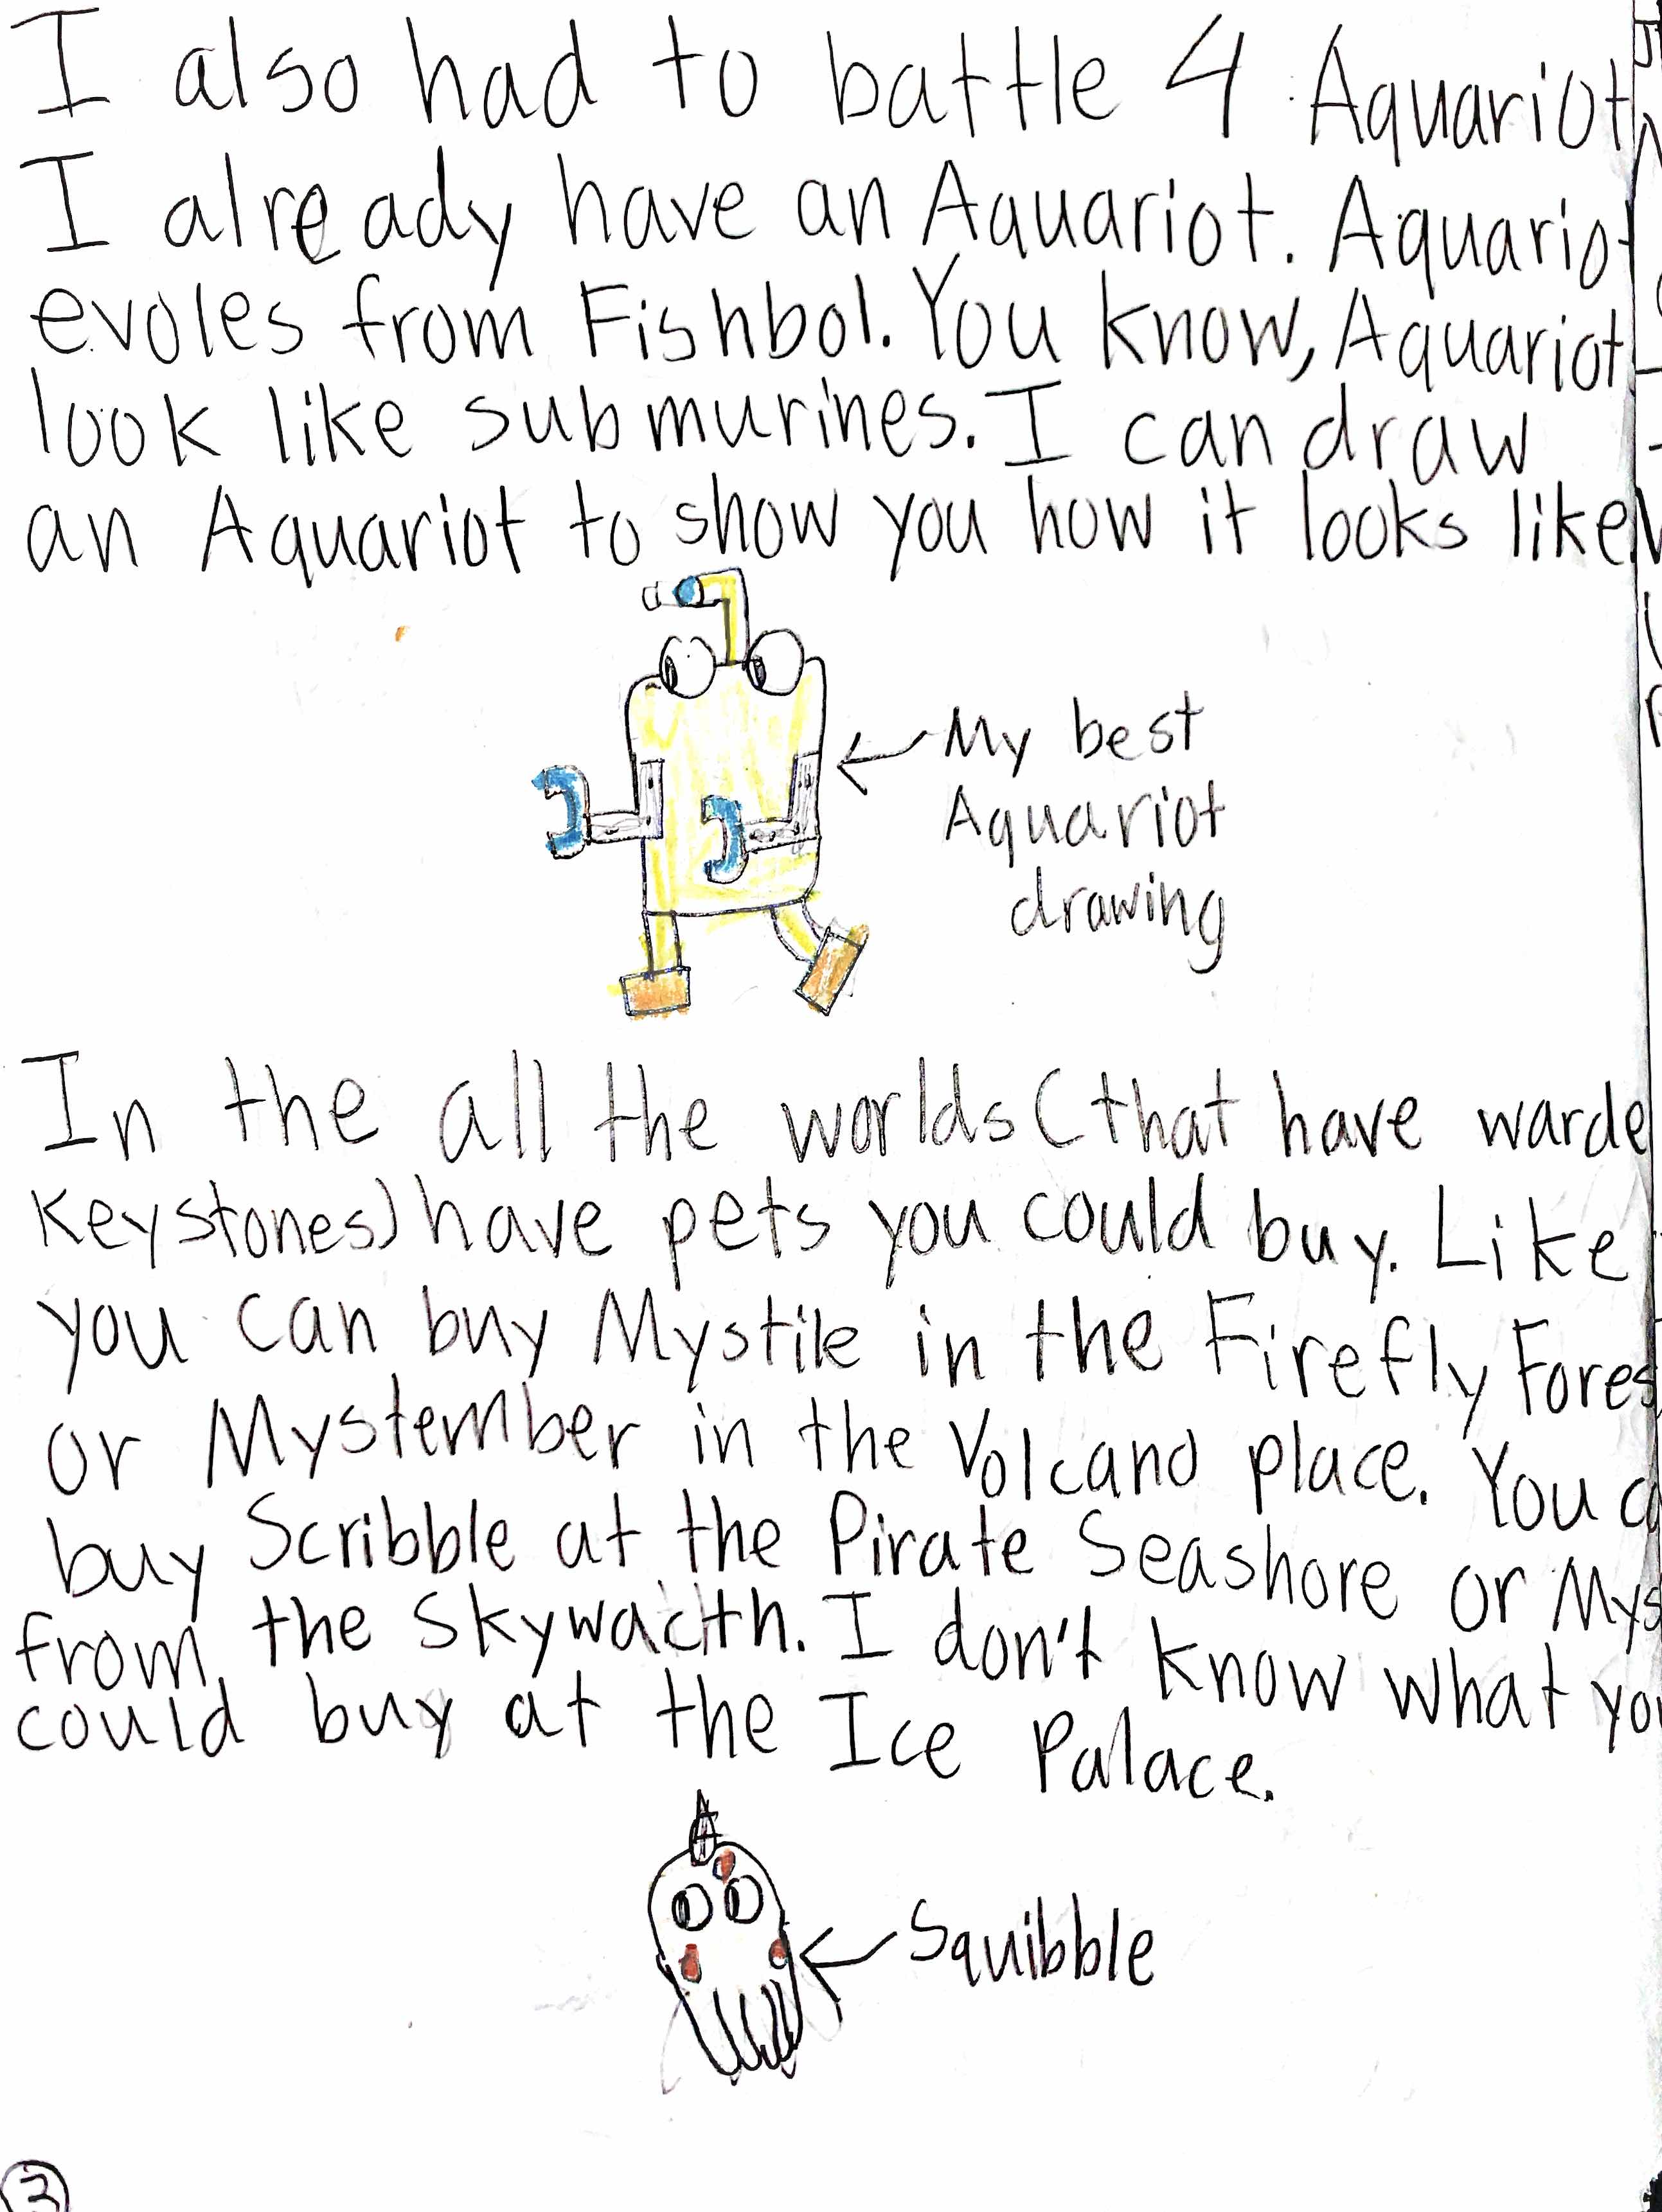 I also had to battle 4 Aquariot
I already have an Aquariot. Aquariot
evoles from Fishbol. You know, Aquariot
look like submurines. I can draw
an Aquariot to show you how it looks like.
My best
Aquariot
drawing
In the all the worlds (that have warde
keystones) have pets you could buy. Like
you can buy Mystile in the Firefly Fores
or Mystember in the Volcano place. You
buy Scribble at the Pirate Seashore or Mys
from the Skywacth. I don't know what you
could buy at the Ice Palace.
Squibble
3